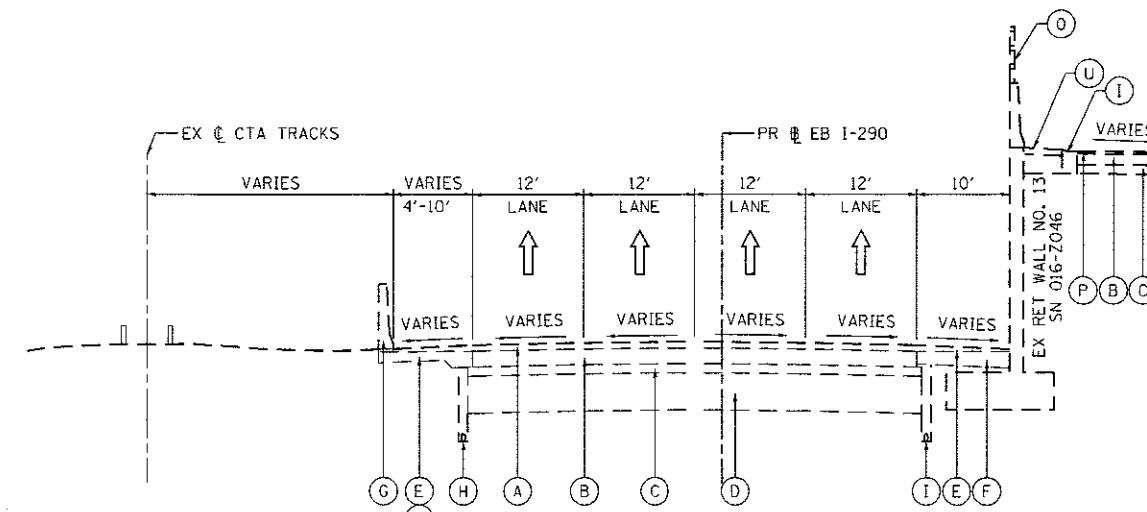 O
U
I
EX ℄ CTA TRACKS
PR ℄ EB I-290
VARIES
VARIES
VARIES
4'-10'
12'
LANE
12'
LANE
12'
LANE
12'
LANE
10'
EX RET WALL NO. 13
SN 016-Z046
P
B
C
VARIES
VARIES
VARIES
VARIES
VARIES
VARIES
G
E
H
A
B
C
D
I
E
F